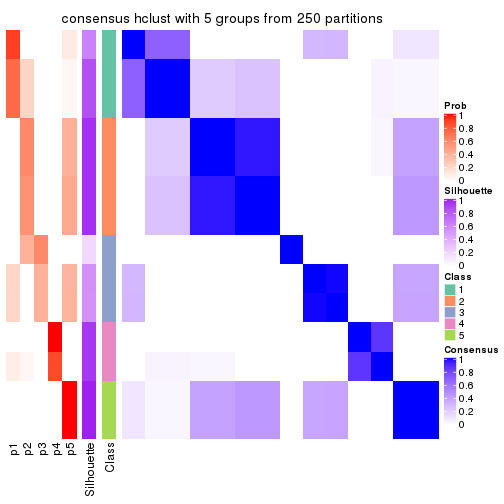 consensus hclust with 5 groups from 250 partitions
Prob
1
0.8
0.6
0.4
0.2
0
Silhouette
1
0.8
0.6
0.4
0.2
0
Class
1
2
3
4
5
Consensus
1
0.8
0.6
0.4
0.2
0
p1
p2
p3
p4
p5
Silhouette
Class